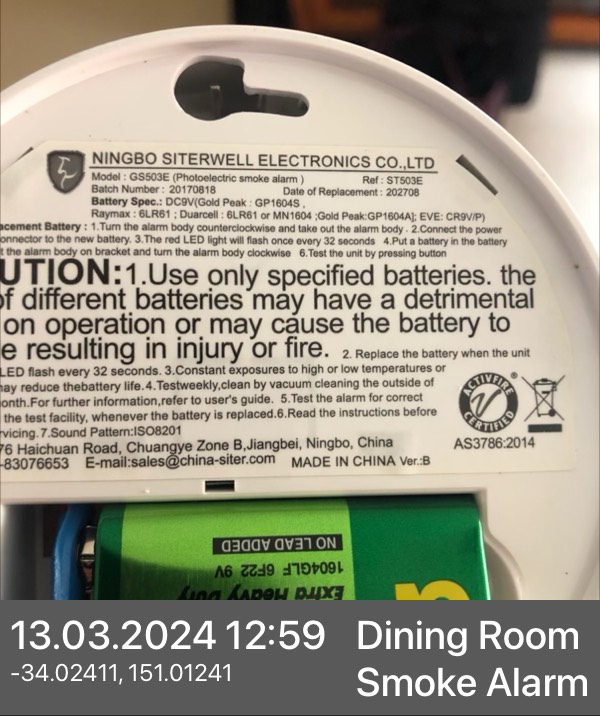 NINGBO SITERWELL ELECTRONICS CO.,LTD
Model : GS503E (Photoelectric smoke alarm ) Ref : ST503E
Batch Number : 20170818 Date of Replacement : 202708
Battery Spec.: DC9V(Gold Peak : GP1604S ,
Raymax : 6LR61 ; Duarcell : 6LR61 or MN1604 ;Gold Peak:GP1604A]; EVE: CR9V/P)
acement Battery : 1.Turn the alarm body counterclockwise and take out the alarm body . 2.Connect the power
onnector to the new battery. 3.The red LED light will flash once every 32 seconds 4.Put a battery in the battery
t the alarm body on bracket and turn the alarm body clockwise 6.Test the unit by pressing button
UTION:1.Use only specified batteries. the
of different batteries may have a detrimental
on operation or may cause the battery to
e resulting in injury or fire. 2. Replace the battery when the unit
LED flash every 32 seconds. 3.Constant exposures to high or low temperatures or
may reduce thebattery life.4.Testweekly,clean by vacuum cleaning the outside of
onth.For further information,refer to user's guide. 5.Test the alarm for correct
the test facility, whenever the battery is replaced.6.Read the instructions before
rvicing.7.Sound Pattern:ISO8201
76 Haichuan Road, Chuangye Zone B,Jiangbei, Ningbo, China
-83076653 E-mail:sales@china-siter.com MADE IN CHINA Ver.:B
ACTIVFIRE
®
CERTIFIED
AS3786:2014
NO LEAD ADDED
1604GLF 6F22 9V
Extra Heavy Duty
13.03.2024 12:59
-34.02411, 151.01241
Dining Room
Smoke Alarm